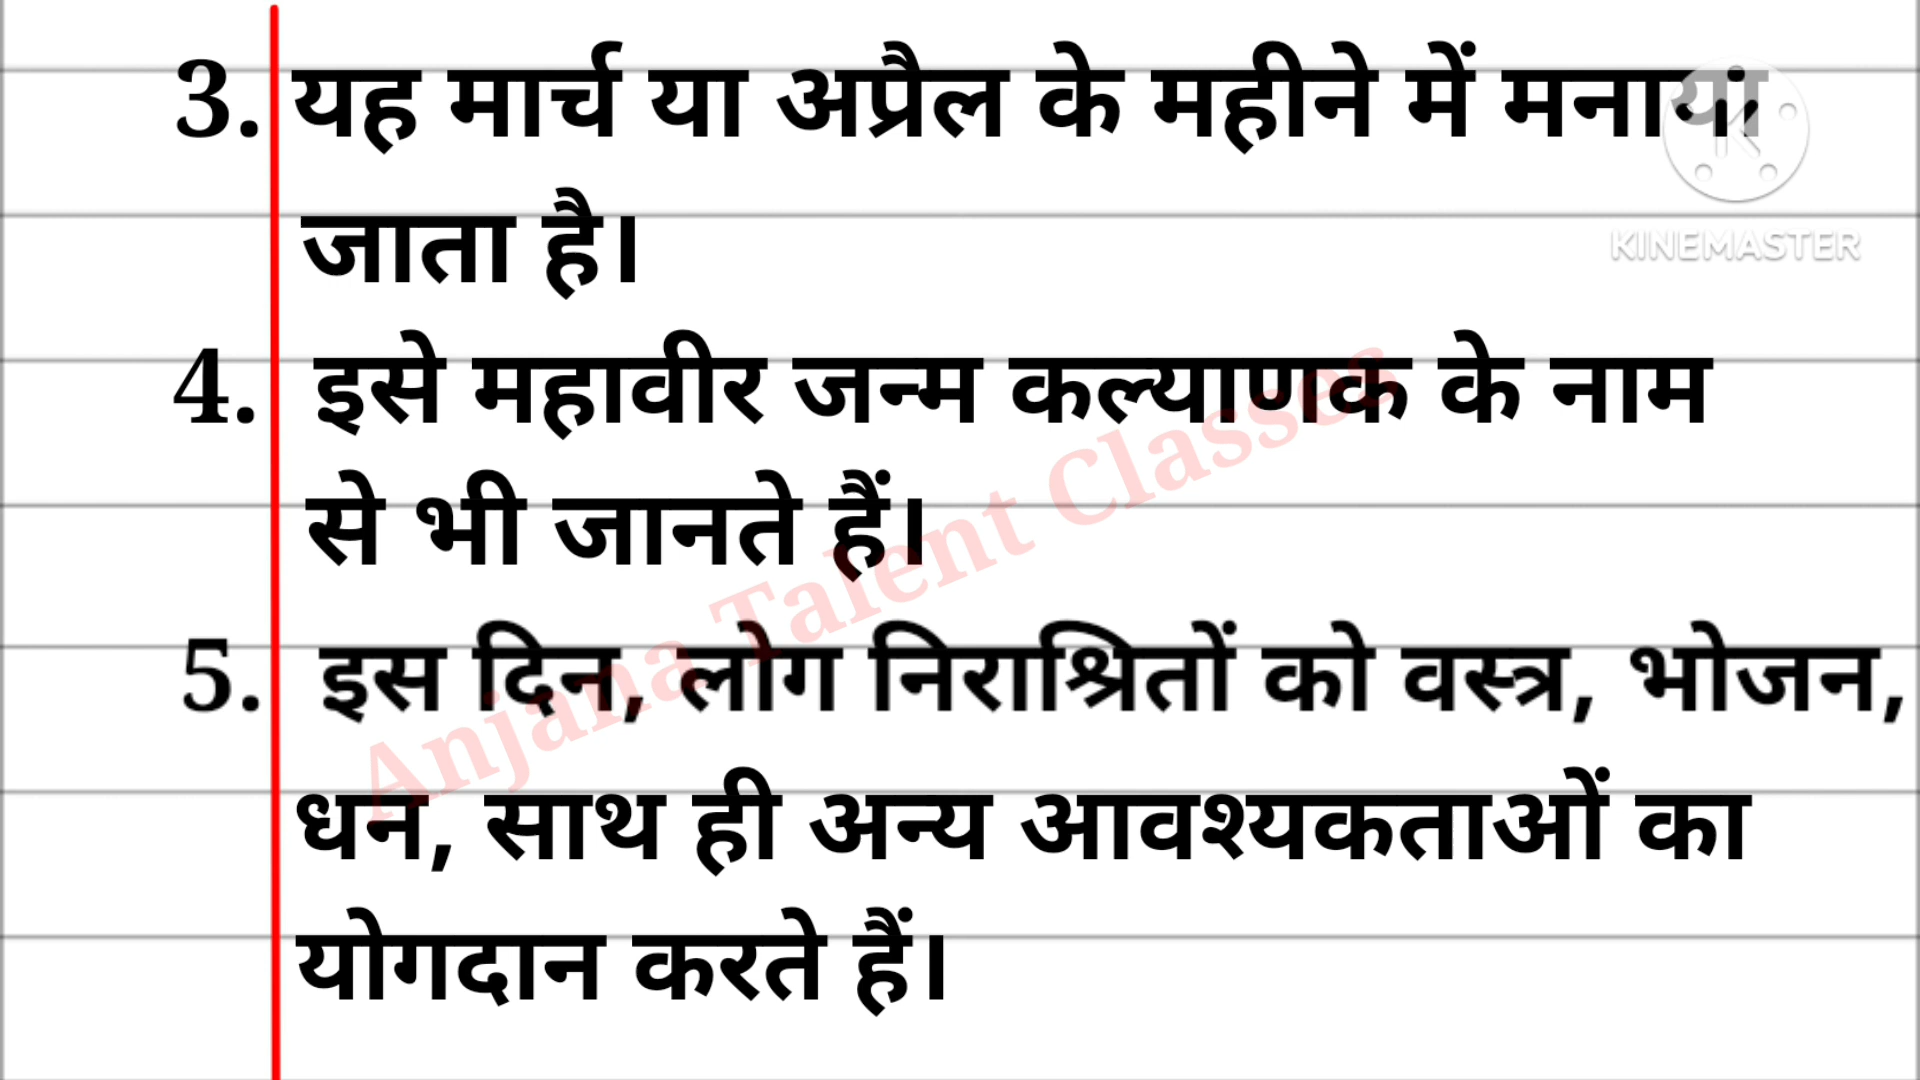 3. यह मार्च या अप्रैल के महीने में मनाया
KINEMASTER
जाता है।
4. इसे महावीर जन्म कल्याणक के नाम
से भी जानते हैं।
Anjana Talent Classes
5. इस दिन, लोग निराश्रितों को वस्त्र, भोजन,
धन, साथ ही अन्य आवश्यकताओं का
योगदान करते हैं।